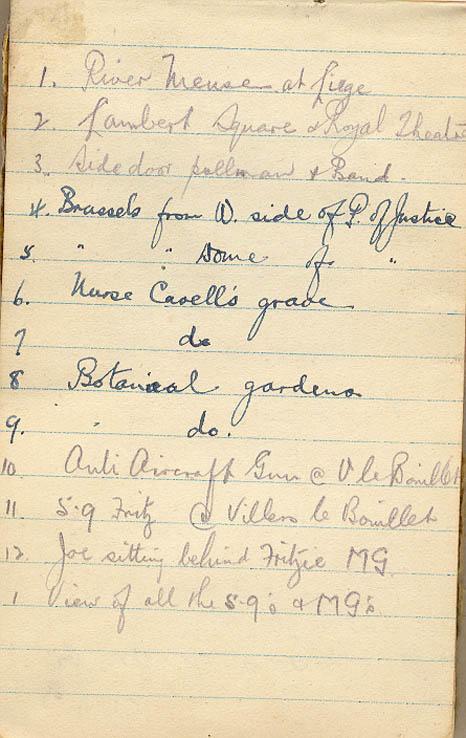 1. River Meuse at Liege
2. Lambert Square & Royal Theatre
3. Side door pullman & Band.
4. Brussels from W. side of P. of Justice
5. " " Dome of "
6. Nurse Cavell's grave
7 do
8 Botanical gardens
9. " do.
10 Anti Aircraft Gun @ V le Bouillet
11 5.9 Fritz @ Villers le Bouillet
12. Joe sitting behind Fritzie MG
1 View of all the 5.9's & MG's